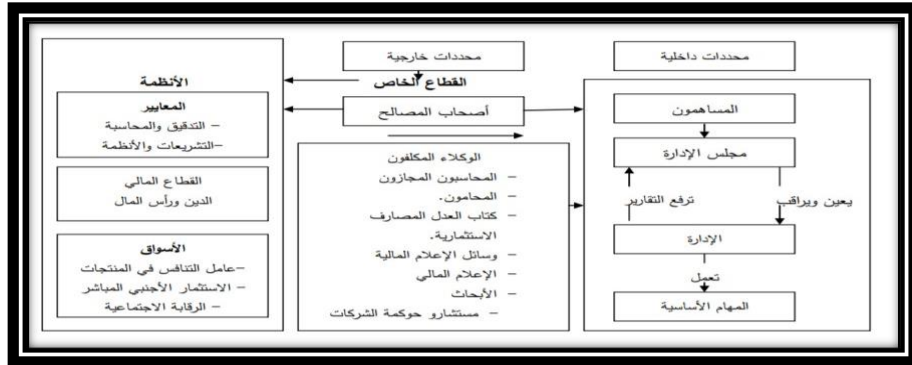 محددات داخلية
المساهمون
مجلس الإدارة
يعين ويراقب
ترفع التقارير
الإدارة
تعمل
المهام الأساسية
محددات خارجية
القطاع الخاص
أصحاب المصالح
الوكلاء المكلفون
– المحاسبون المجازون
– المحامون.
– كتاب العدل المصارف
الاستثمارية.
– وسائل الإعلام المالية
– الإعلام المالي
– الأبحاث
– مستشارو حوكمة الشركات
الأنظمة
المعايير
– التدقيق والمحاسبة
–التشريعات والأنظمة
القطاع المالي
الدين ورأس المال
الأسواق
–عامل التنافس في المنتجات
– الاستثمار الأجنبي المباشر
– الرقابة الاجتماعية